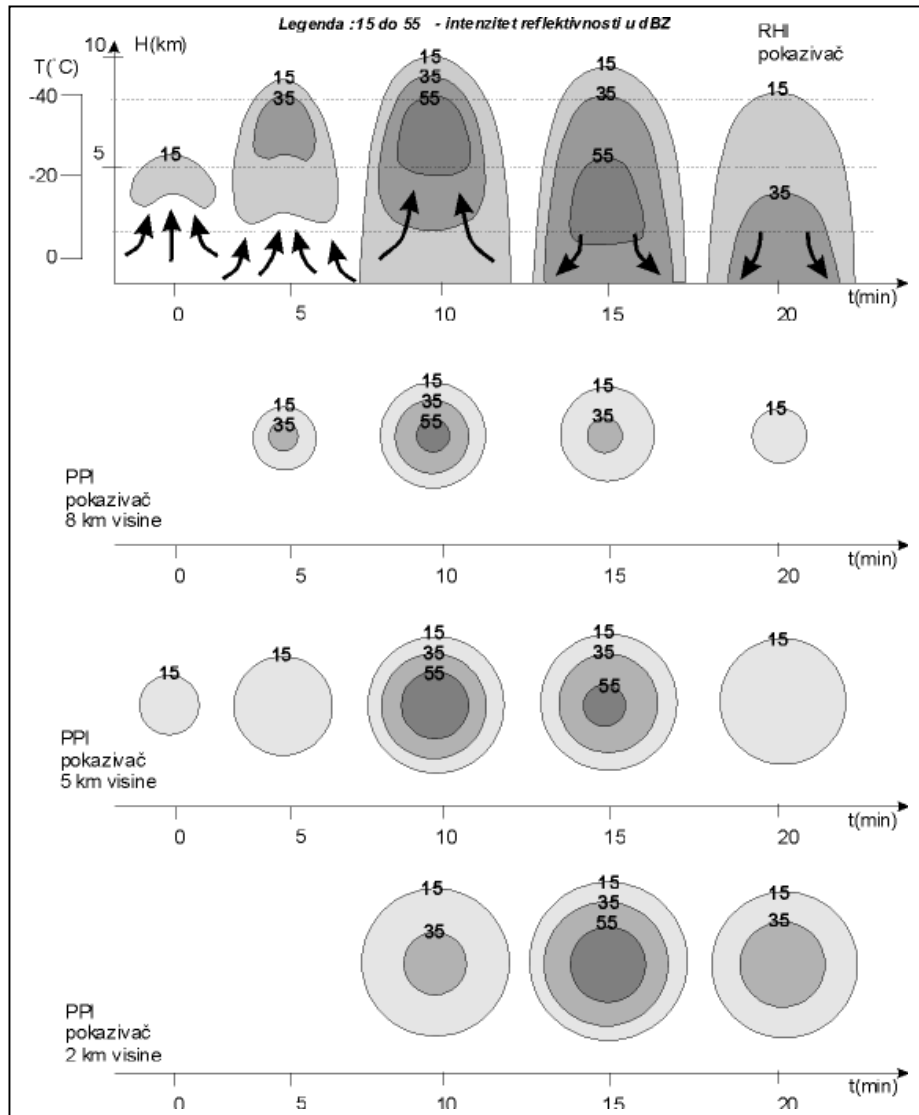 Legenda :15 do 55 - intenzitet reflektivnosti u dBZ
RHI
pokazivač
10 H(km)
T(°C)
-40
5
-20
0
15
15
35
15
35
55
15
35
55
15
35
0 5 10 15 20
t(min)
15 15 15 15
35 35 35
55
PPI
pokazivač
8 km visine
t(min)
0 5 10 15 20
15 15 15 15 15
35 35
55 55
PPI
pokazivač
5 km visine
t(min)
0 5 10 15 20
15 15 15
35 35 35
55
PPI
pokazivač
2 km visine
t(min)
0 5 10 15 20